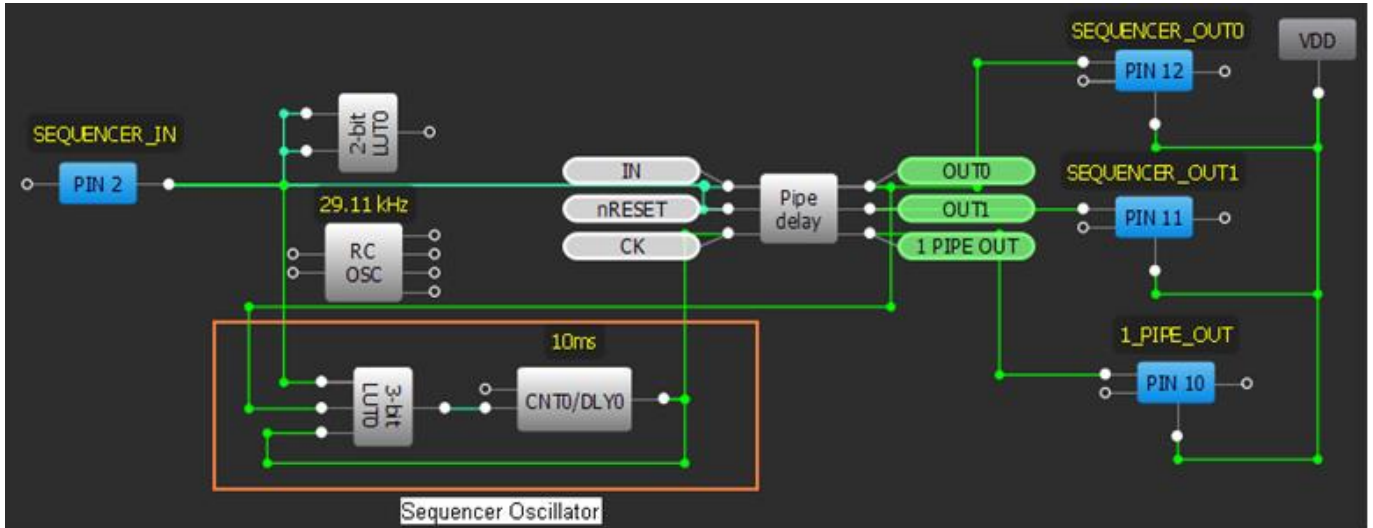 SEQUENCER_OUT0
VDD
PIN 12
2-bit
LUT0
SEQUENCER_IN
PIN 2
IN
OUT0
SEQUENCER_OUT1
29.11 kHz
nRESET
Pipe
delay
OUT1
PIN 11
RC
OSC
CK
1 PIPE OUT
10ms
1_PIPE_OUT
3-bit
LUT0
CNT0/DLY0
PIN 10
Sequencer Oscillator